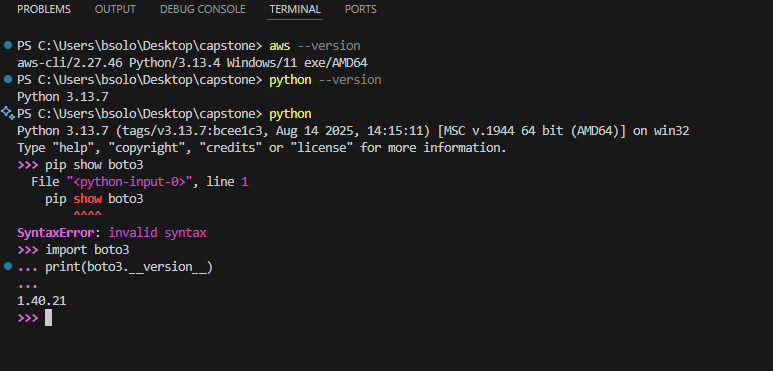 PROBLEMS OUTPUT DEBUG CONSOLE TERMINAL PORTS
PS C:\Users\bsolo\Desktop\capstone> aws --version
aws-cli/2.27.46 Python/3.13.4 Windows/11 exe/AMD64
PS C:\Users\bsolo\Desktop\capstone> python --version
Python 3.13.7
PS C:\Users\bsolo\Desktop\capstone> python
Python 3.13.7 (tags/v3.13.7:bcee1c3, Aug 14 2025, 14:15:11) [MSC v.1944 64 bit (AMD64)] on win32
Type "help", "copyright", "credits" or "license" for more information.
>>> pip show boto3
  File "<python-input-0>", line 1
    pip show boto3
        ^^^^
SyntaxError: invalid syntax
>>> import boto3
... print(boto3.__version__)
...
1.40.21
>>>